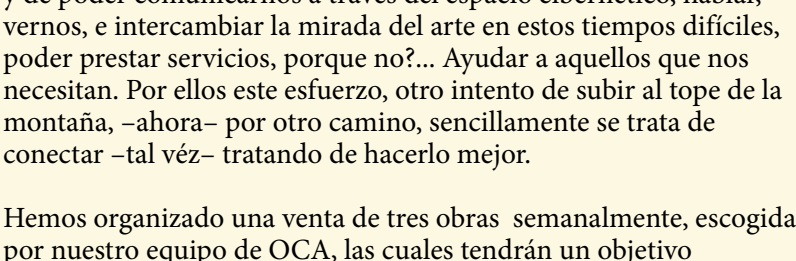 y de poder comunicarnos a través del espacio cibernético, hablar,
vernos, e intercambiar la mirada del arte en estos tiempos difíciles,
poder prestar servicios, porque no?... Ayudar a aquellos que nos
necesitan. Por ellos este esfuerzo, otro intento de subir al tope de la
montaña, –ahora– por otro camino, sencillamente se trata de
conectar –tal véz– tratando de hacerlo mejor.

Hemos organizado una venta de tres obras  semanalmente, escogida
por nuestro equipo de OCA, las cuales tendrán un objetivo